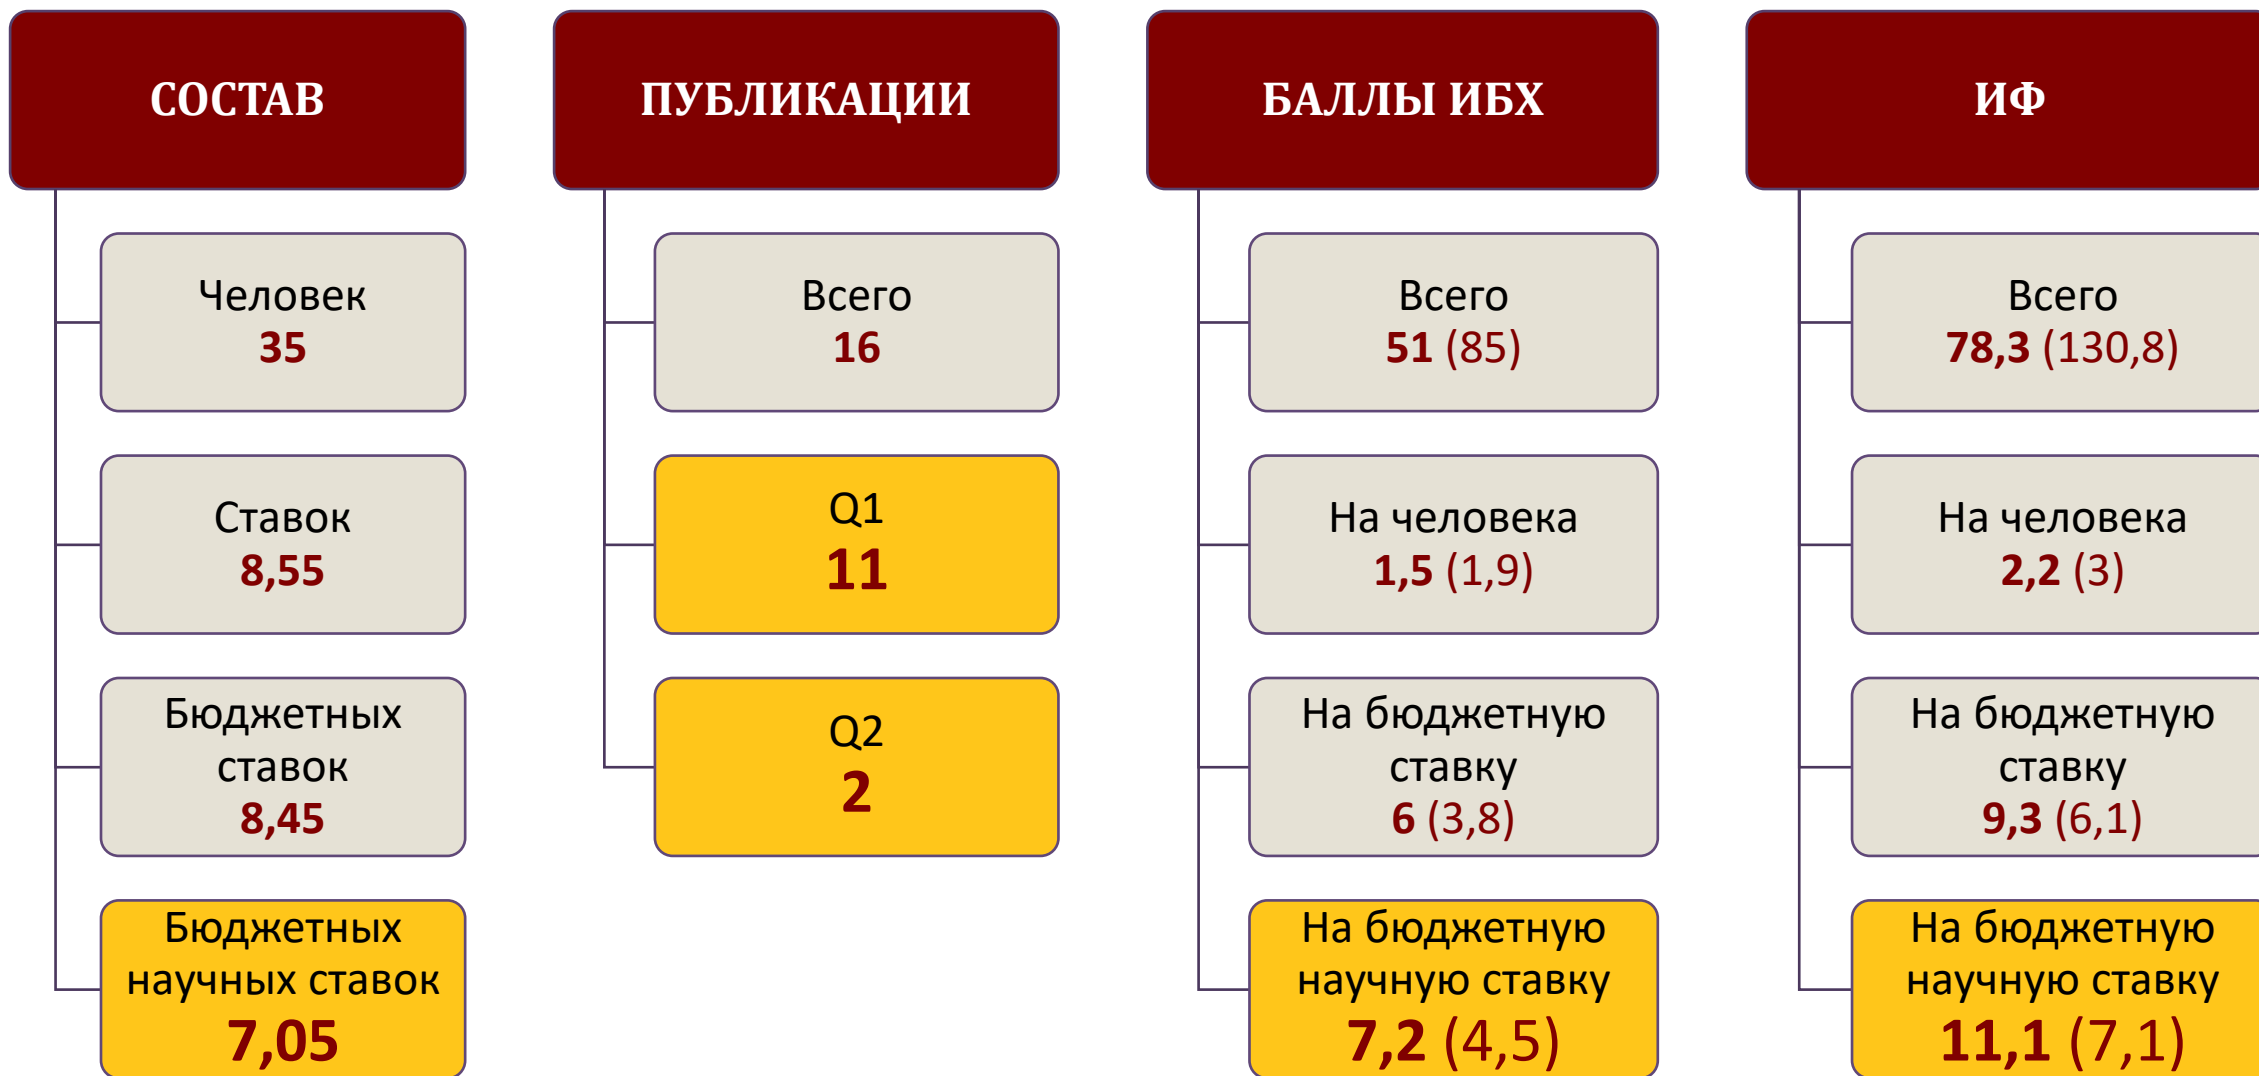 СОСТАВ
Человек
35
Ставок
8,55
Бюджетных
ставок
8,45
Бюджетных
научных ставок
7,05
ПУБЛИКАЦИИ
Всего
16
Q1
11
Q2
2
БАЛЛЫ ИБХ
Всего
51 (85)
На человека
1,5 (1,9)
На бюджетную
ставку
6 (3,8)
На бюджетную
научную ставку
7,2 (4,5)
ИФ
Всего
78,3 (130,8)
На человека
2,2 (3)
На бюджетную
ставку
9,3 (6,1)
На бюджетную
научную ставку
11,1 (7,1)